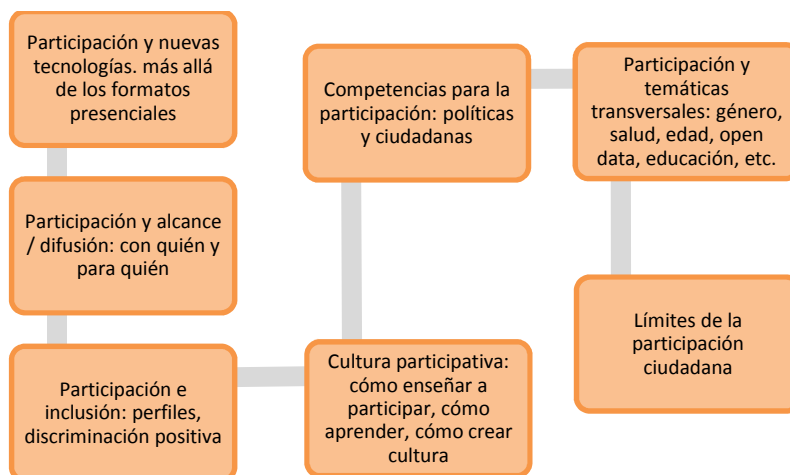 Participación y nuevas
tecnologías. más allá
de los formatos
presenciales
Participación y alcance
/ difusión: con quién y
para quién
Participación e
inclusión: perfiles,
discriminación positiva
Cultura participativa:
cómo enseñar a
participar, cómo
aprender, cómo crear
cultura
Competencias para la
participación: políticas
y ciudadanas
Participación y
temáticas
transversales: género,
salud, edad, open
data, educación, etc.
Límites de la
participación
ciudadana